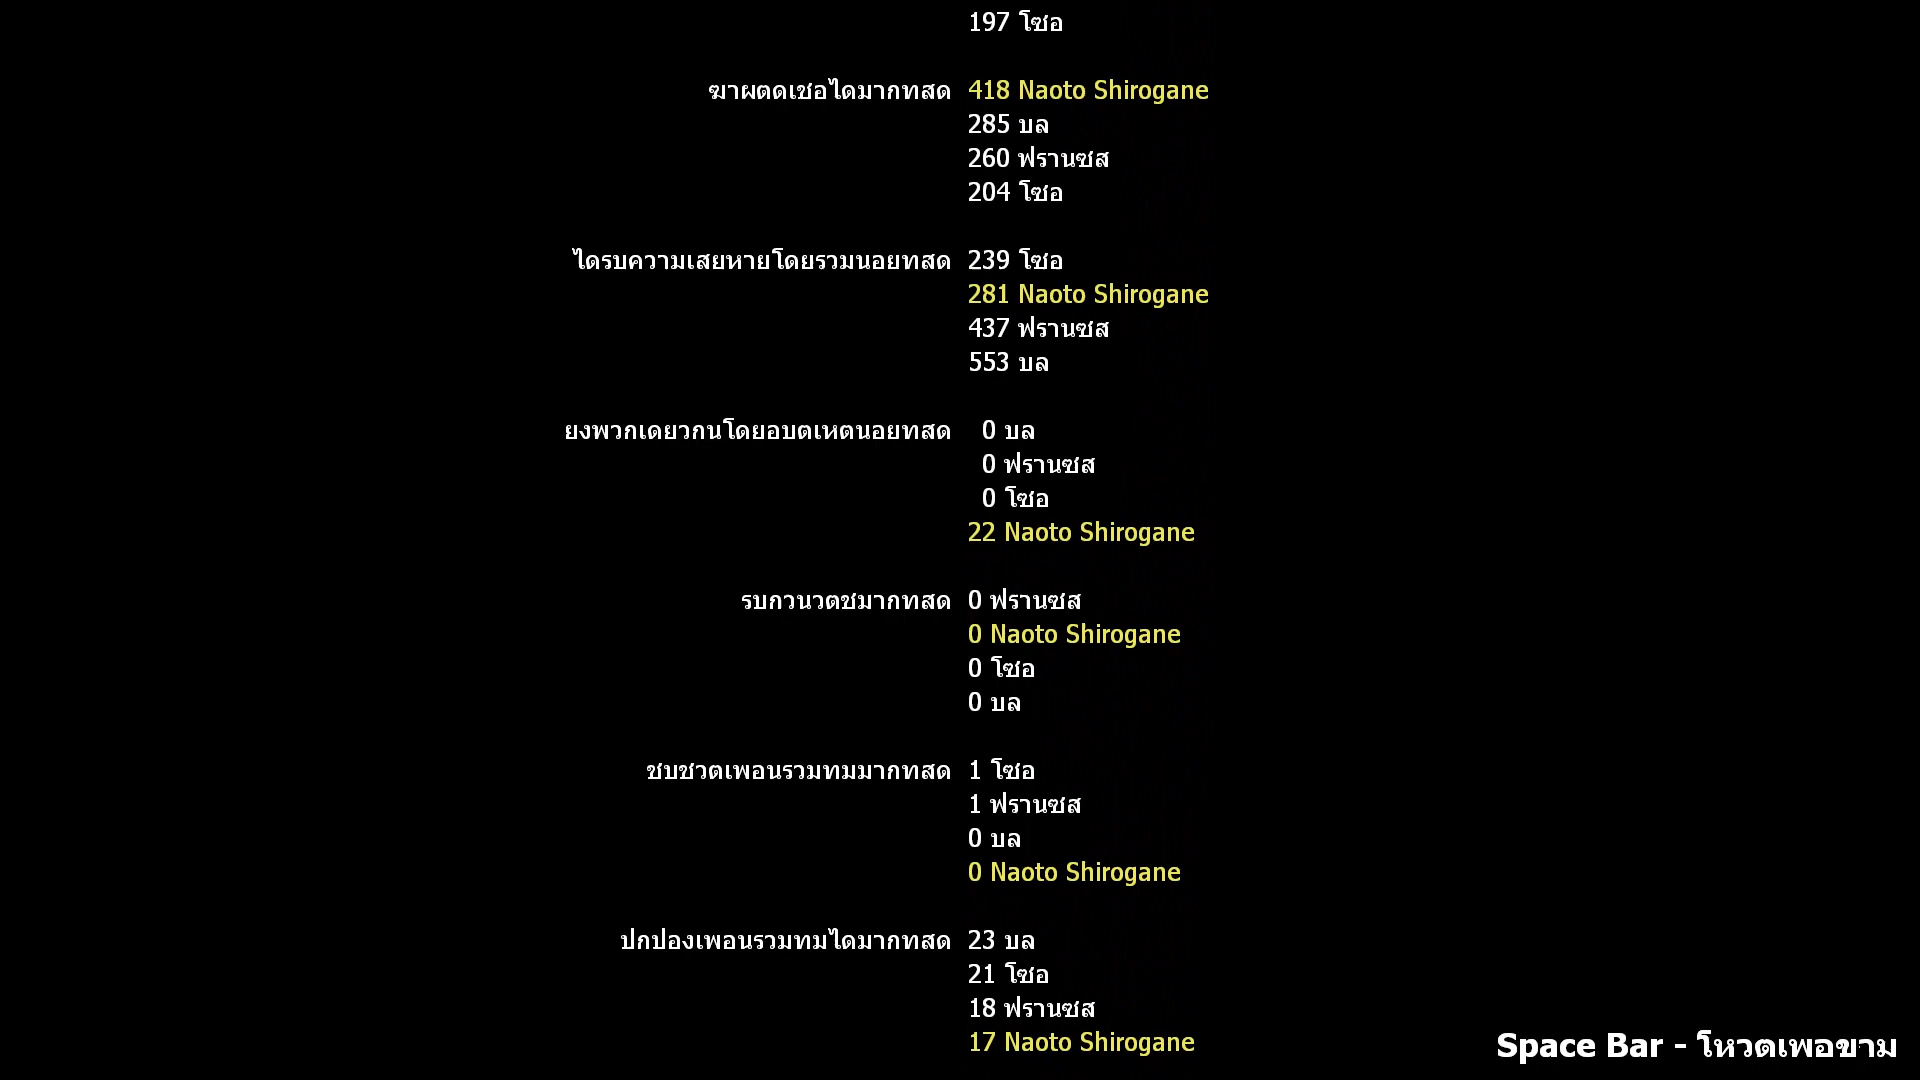 197 โซอ
ฆาผตดเชอไดมากทสด 418 Naoto Shirogane
285 บล
260 ฟรานซส
204 โซอ
ไดรบความเสยหายโดยรวมนอยทสด 239 โซอ
281 Naoto Shirogane
437 ฟรานซส
553 บล
ยงพวกเดยวกนโดยอบตเหตนอยทสด 0 บล
0 ฟรานซส
0 โซอ
22 Naoto Shirogane
รบกวนวตชมากทสด 0 ฟรานซส
0 Naoto Shirogane
0 โซอ
0 บล
ชบชวตเพอนรวมทมมากทสด 1 โซอ
1 ฟรานซส
0 บล
0 Naoto Shirogane
ปกปองเพอนรวมทมไดมากทสด 23 บล
21 โซอ
18 ฟรานซส
17 Naoto Shirogane
Space Bar - โหวตเพอขาม